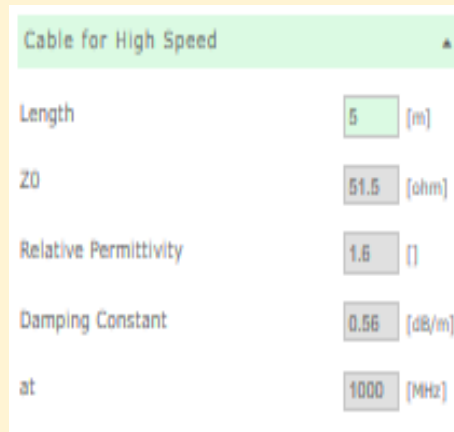 Cable for High Speed
Length 5 [m]
Z0 51.5 [ohm]
Relative Permittivity 1.6 []
Damping Constant 0.56 [dB/m]
at 1000 [MHz]